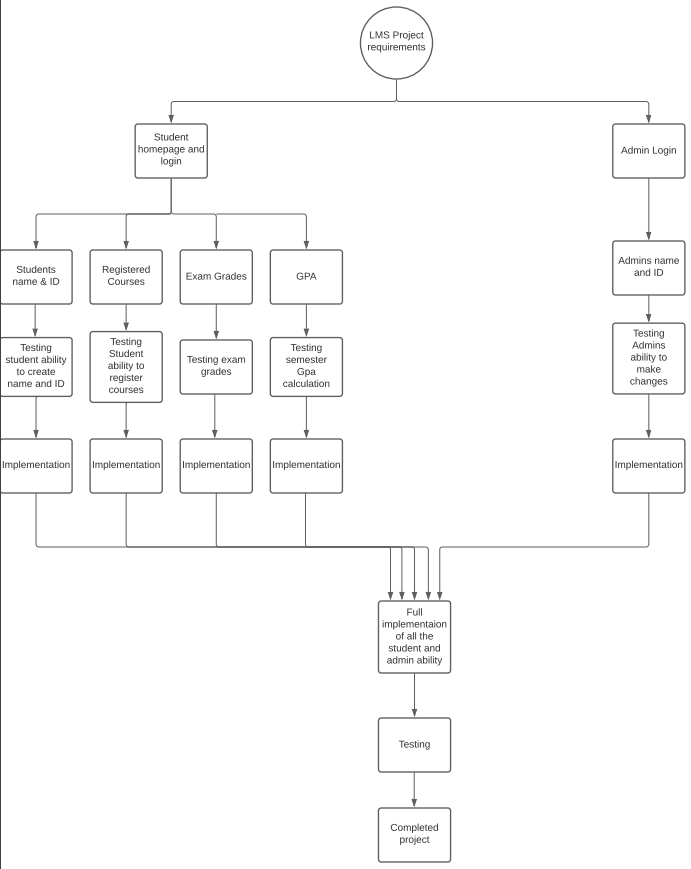 LMS Project
requirements
Student
homepage and
login
Admin Login
Students
name & ID
Registered
Courses
Exam Grades
GPA
Admins name
and ID
Testing
student ability
to create
name and ID
Testing
Student
ability to
register
courses
Testing exam
grades
Testing
semester
Gpa
calculation
Testing
Admins
ability to
make
changes
Implementation
Implementation
Implementation
Implementation
Implementation
Full
implementaion
of all the
student and
admin ability
Testing
Completed
project